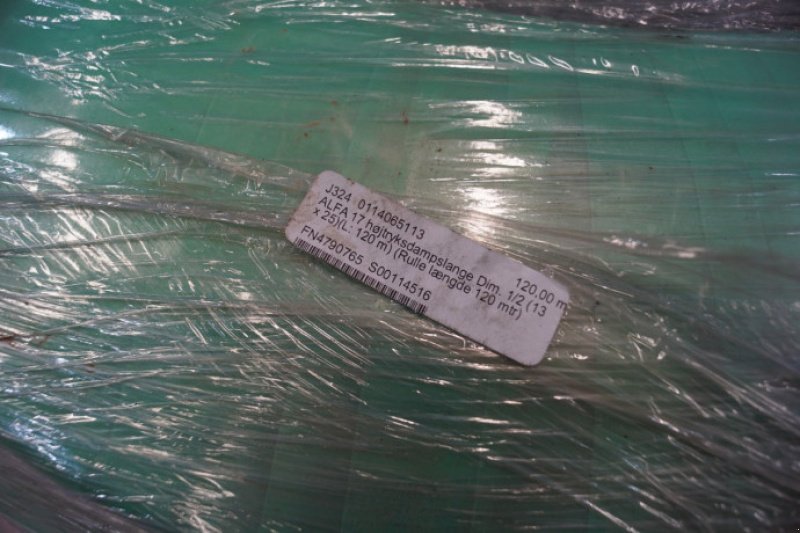 J324 0114065113 120.00 m
ALFA 17 højtryksdampslange Dim. 1/2 (13
x 25)(L: 120 m) (Rulle længde 120 mtr)
FN4790765 S00114516